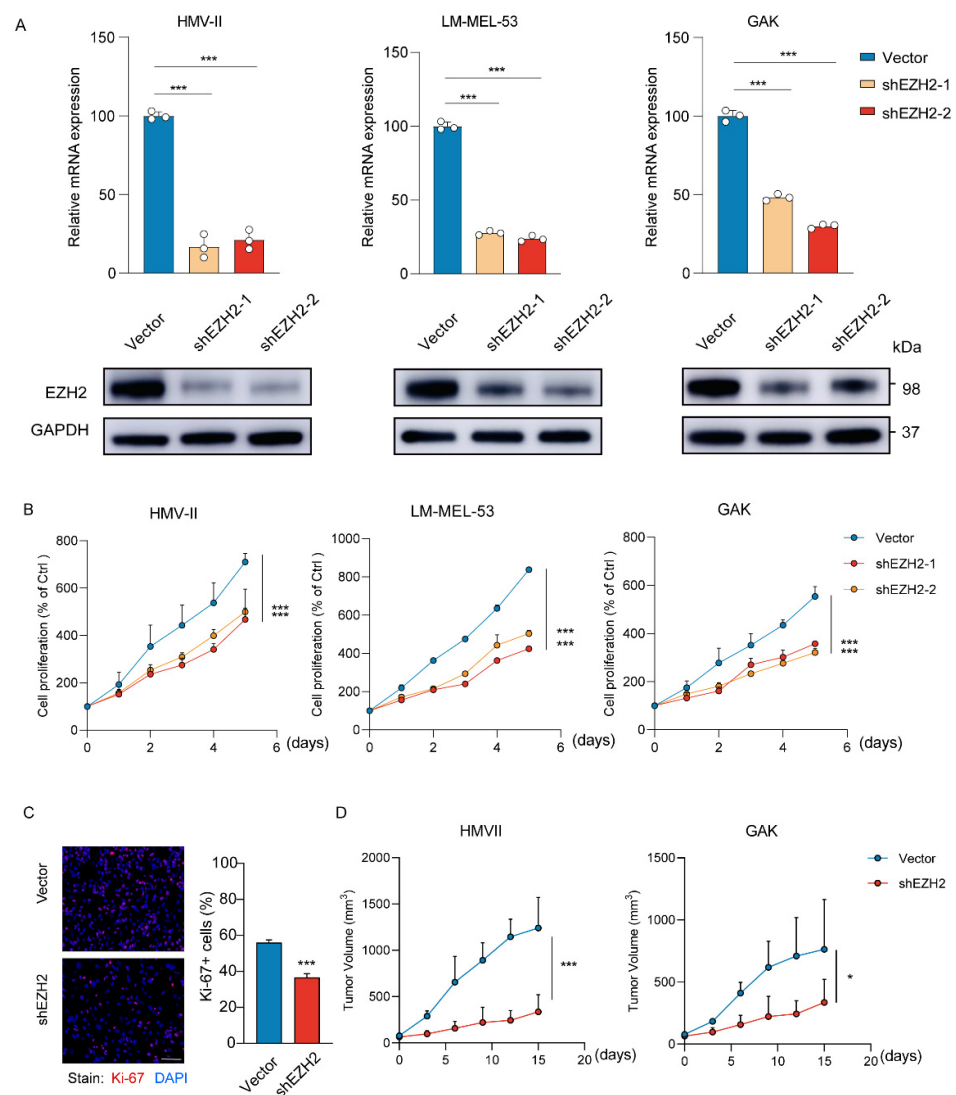 A
HMV-II
LM-MEL-53
GAK
Relative mRNA expression
150
100
50
0
***
***
Relative mRNA expression
150
100
50
0
***
***
Relative mRNA expression
150
100
50
0
***
***
Vector
shEZH2-1
shEZH2-2
Vector
shEZH2-1
shEZH2-2
Vector
shEZH2-1
shEZH2-2
Vector
shEZH2-1
shEZH2-2
kDa
EZH2
98
GAPDH
37
B
HMV-II
Cell proliferation (% of Ctrl )
800
600
400
200
0
0 2 4 6
(days)
***
***
LM-MEL-53
Cell proliferation (% of Ctrl )
1000
800
600
400
200
0
0 2 4 6
(days)
***
***
GAK
Cell proliferation (% of Ctrl )
800
600
400
200
0
0 2 4 6
(days)
***
***
Vector
shEZH2-1
shEZH2-2
C
Vector
shEZH2
Stain: Ki-67 DAPI
Ki-67+ cells (%)
100
80
60
40
20
0
***
Vector
shEZH2
D
HMVII
Tumor Volume (mm³)
2000
1500
1000
500
0
0 5 10 15 20
(days)
***
GAK
Tumor Volume (mm³)
1500
1000
500
0
0 5 10 15 20
(days)
*
Vector
shEZH2